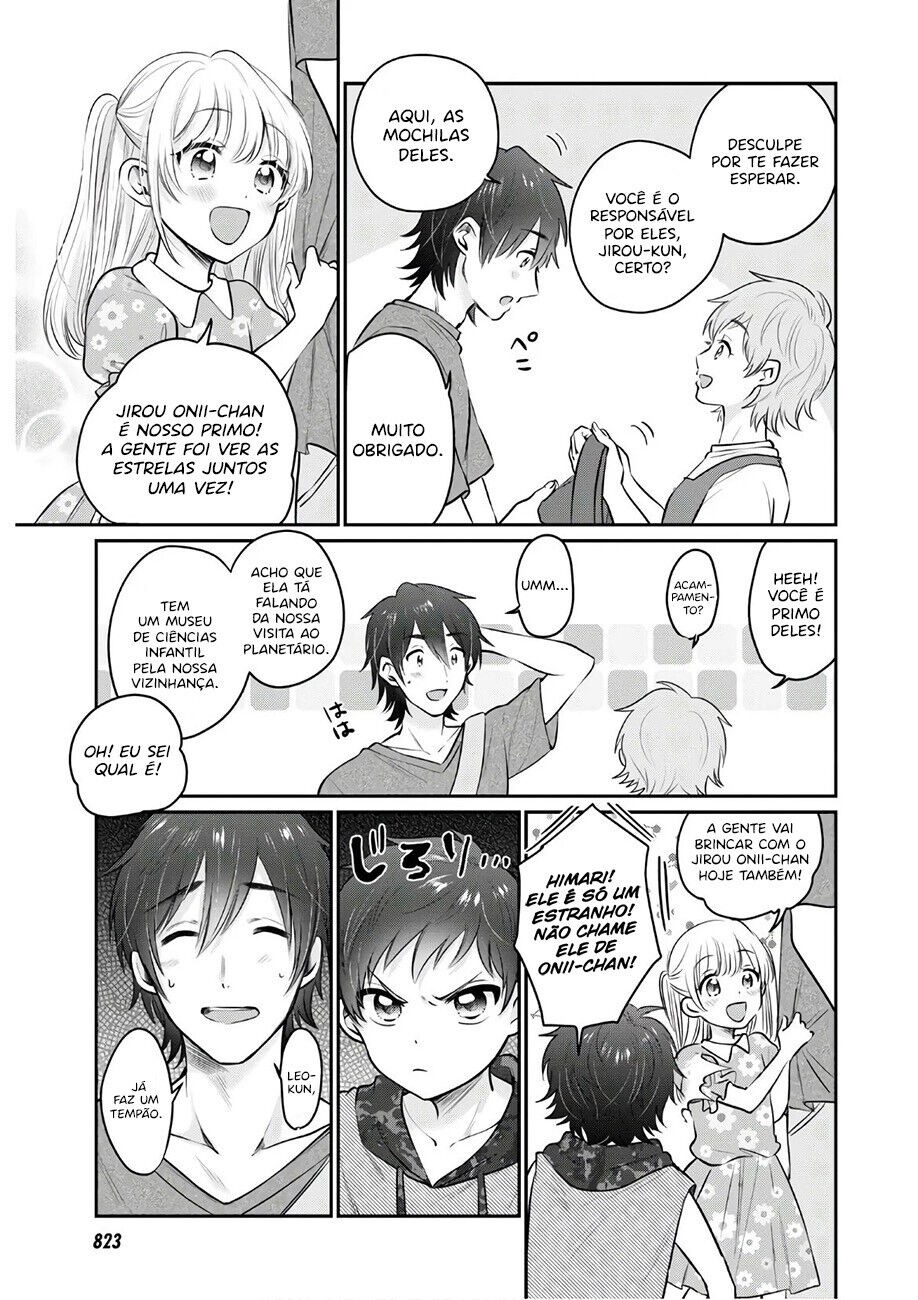 DESCULPE
POR TE FAZER
ESPERAR.
VOCÊ É O
RESPONSÁVEL
POR ELES,
JIROU-KUN,
CERTO?
AQUI, AS
MOCHILAS
DELES.
ペ
MUITO
OBRIGADO.
JIROU ONII-CHAN
É NOSSO PRIMO!
A GENTE FOI VER AS
ESTRELAS JUNTOS
UMA VEZ!
HEEH!
VOCÊ É
PRIMO
DELES!
ACAM-
PAMEN-
TO?
UMM...
はは
ACHO QUE
ELA TÁ
FALANDO
DA NOSSA
VISITA AO
PLANETÁRIO.
TEM
UM MUSEU
DE CIÊNCIAS
INFANTIL
PELA NOSSA
VIZINHANÇA.
OH! EU SEI
QUAL É!
A GENTE VAI
BRINCAR COM O
JIROU ONII-CHAN
HOJE TAMBÉM!
HIMARI!
ELE É SÓ UM
ESTRANHO!
NÃO CHAME
ELE DE
ONII-CHAN!
じろり...
LEO-
KUN,
JÁ
FAZ UM
TEMPÃO.
823